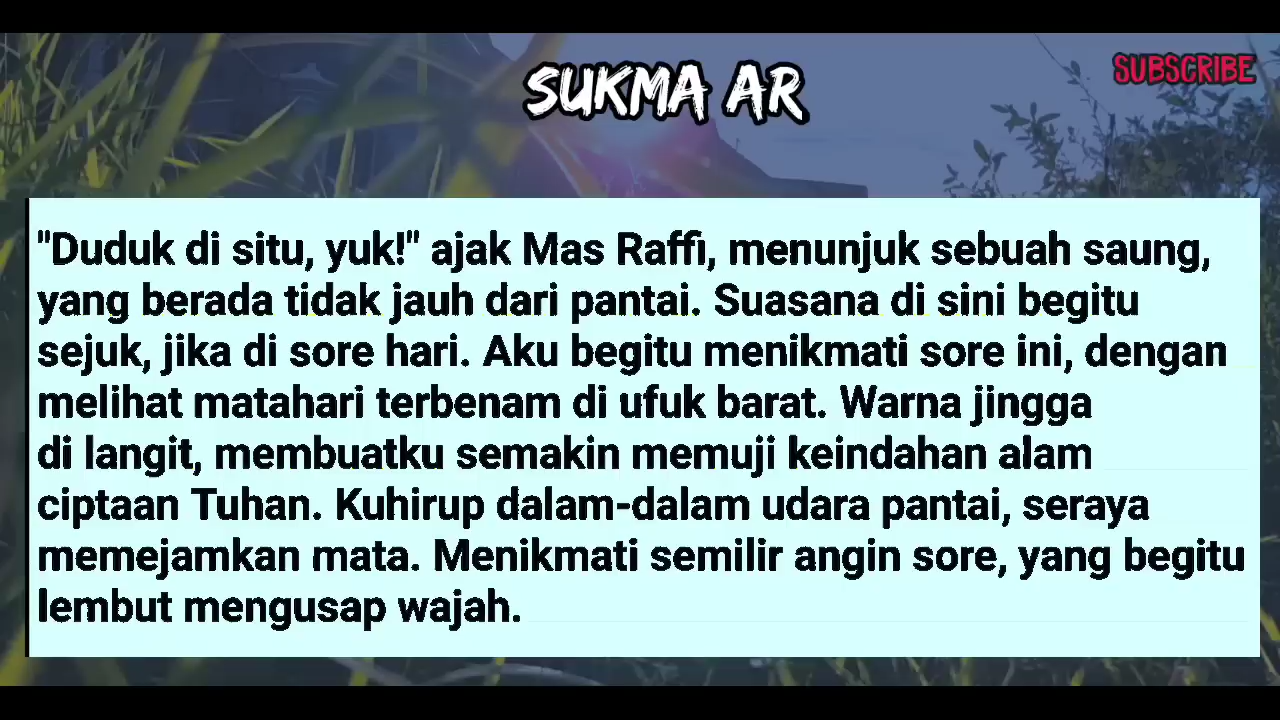 SUKMA AR
SUBSCRIBE
"Duduk di situ, yuk!" ajak Mas Raffi, menunjuk sebuah saung,
yang berada tidak jauh dari pantai. Suasana di sini begitu
sejuk, jika di sore hari. Aku begitu menikmati sore ini, dengan
melihat matahari terbenam di ufuk barat. Warna jingga
di langit, membuatku semakin memuji keindahan alam
ciptaan Tuhan. Kuhirup dalam-dalam udara pantai, seraya
memejamkan mata. Menikmati semilir angin sore, yang begitu
lembut mengusap wajah.